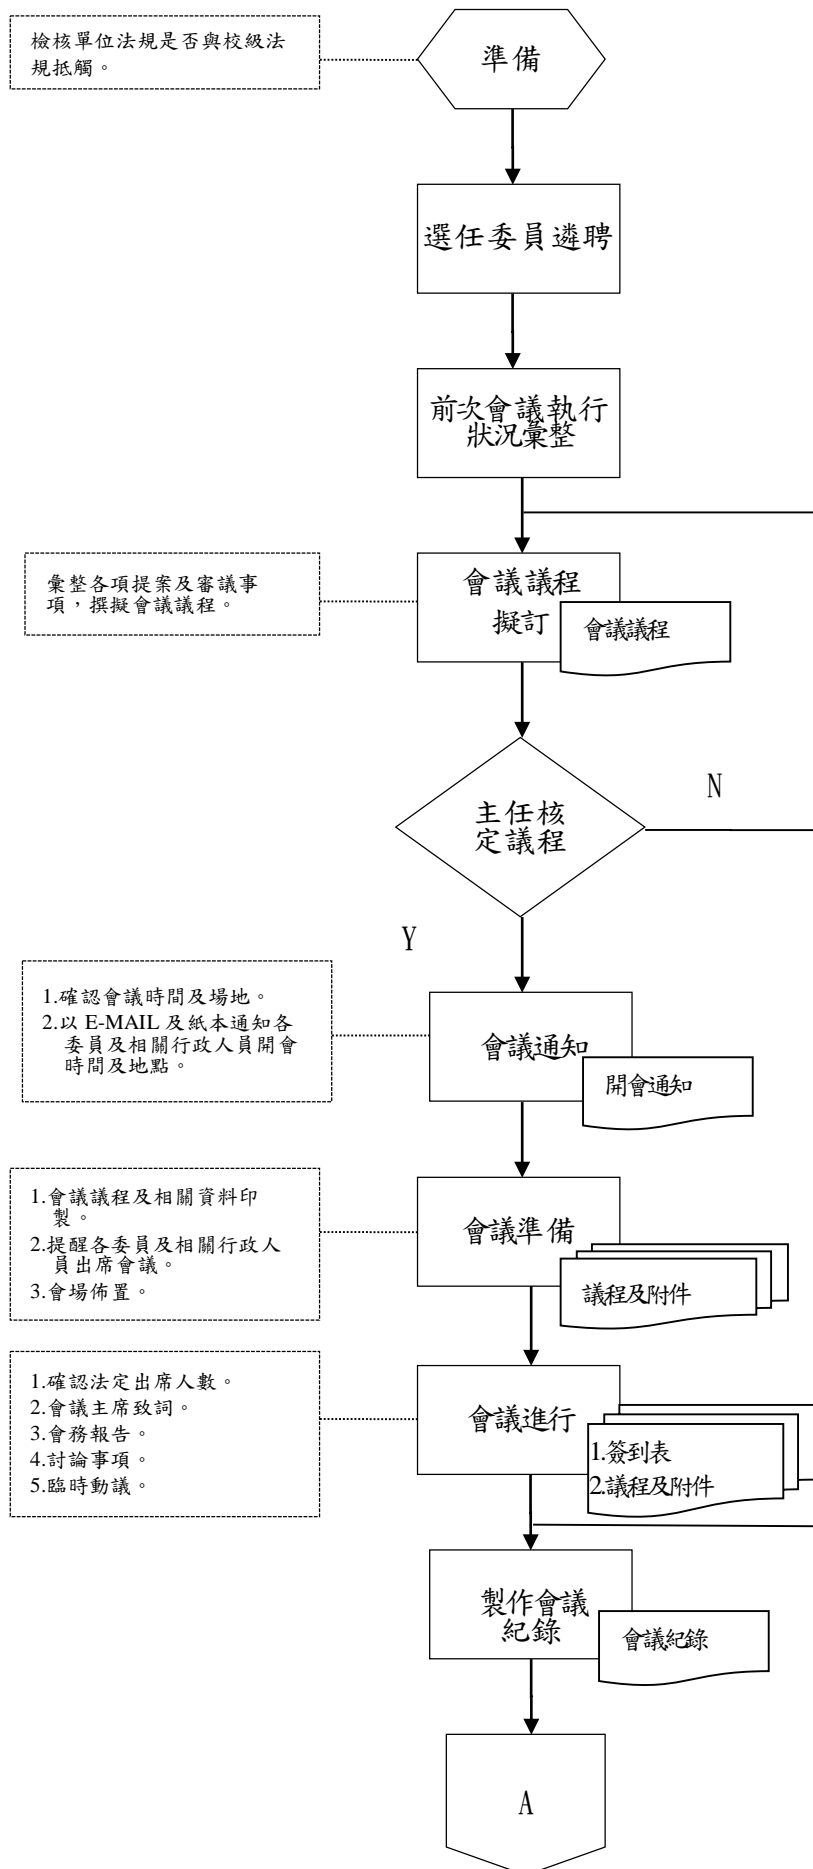 檢核單位法規是否與校級法
規抵觸。
準備
選任委員遴聘
前次會議執行
狀況彙整
彙整各項提案及審議事
項，撰擬會議議程。
會議議程
擬訂
會議議程
主任核
定議程
N
Y
1.確認會議時間及場地。
2.以 E-MAIL 及紙本通知各
委員及相關行政人員開會
時間及地點。
會議通知
開會通知
1.會議議程及相關資料印
製。
2.提醒各委員及相關行政人
員出席會議。
3.會場佈置。
會議準備
議程及附件
1.確認法定出席人數。
2.會議主席致詞。
3.會務報告。
4.討論事項。
5.臨時動議。
會議進行
1.簽到表
2.議程及附件
製作會議
紀錄
會議紀錄
A